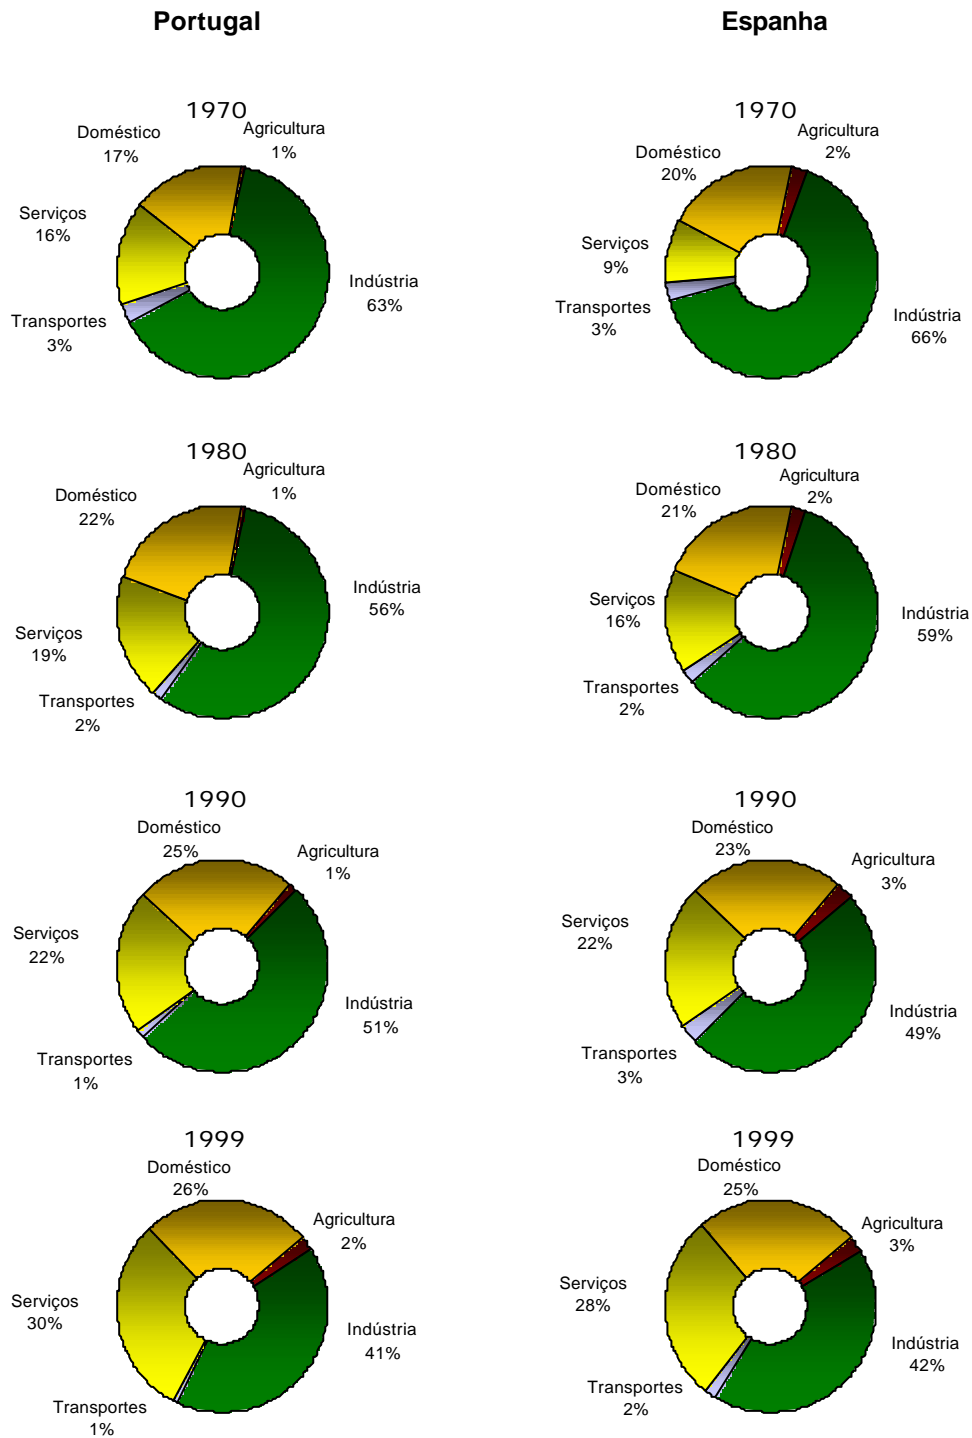 Portugal
Espanha
1970
Doméstico
17%
Agricultura
1%
Serviços
16%
Indústria
63%
Transportes
3%
1970
Doméstico
20%
Agricultura
2%
Serviços
9%
Transportes
3%
Indústria
66%
1980
Doméstico
22%
Agricultura
1%
Indústria
56%
Serviços
19%
Transportes
2%
1980
Doméstico
21%
Agricultura
2%
Serviços
16%
Indústria
59%
Transportes
2%
1990
Doméstico
25%
Agricultura
1%
Serviços
22%
Indústria
51%
Transportes
1%
1990
Doméstico
23%
Agricultura
3%
Serviços
22%
Indústria
49%
Transportes
3%
1999
Doméstico
26%
Agricultura
2%
Serviços
30%
Indústria
41%
Transportes
1%
1999
Doméstico
25%
Agricultura
3%
Serviços
28%
Indústria
42%
Transportes
2%